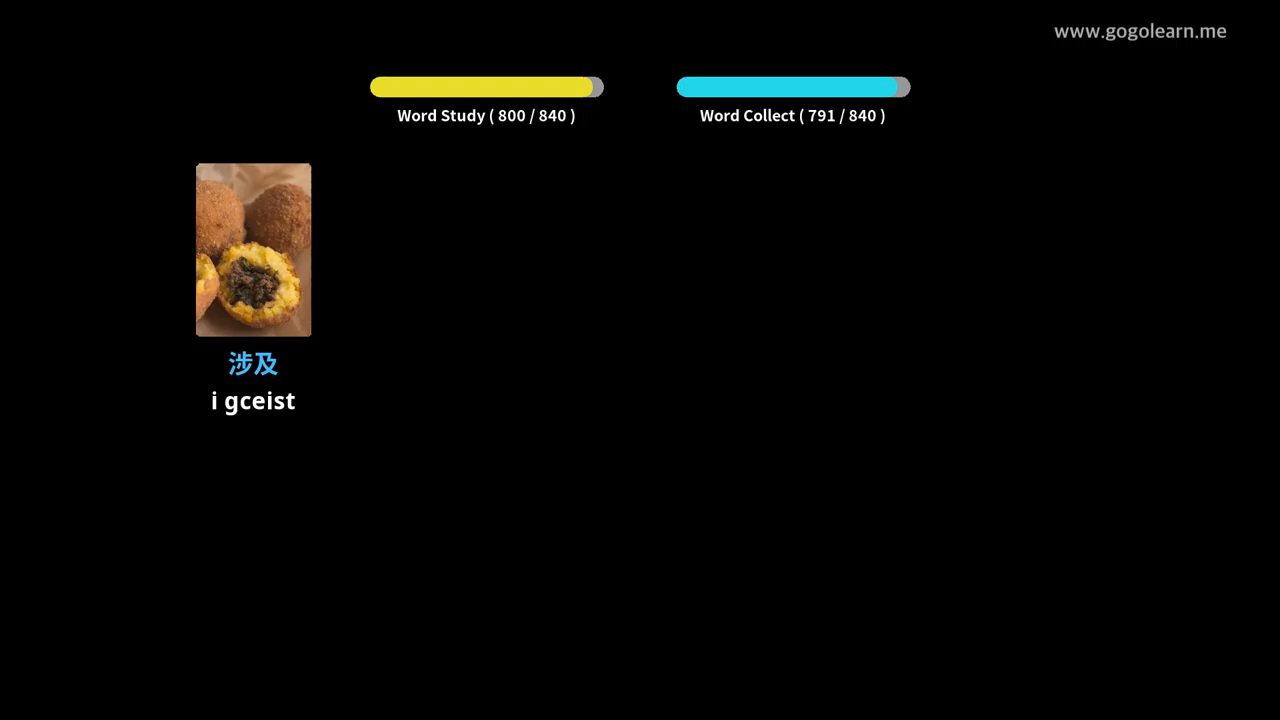 www.gogolearn.me
Word Study ( 800 / 840 )
Word Collect ( 791 / 840 )
涉及
i gceist